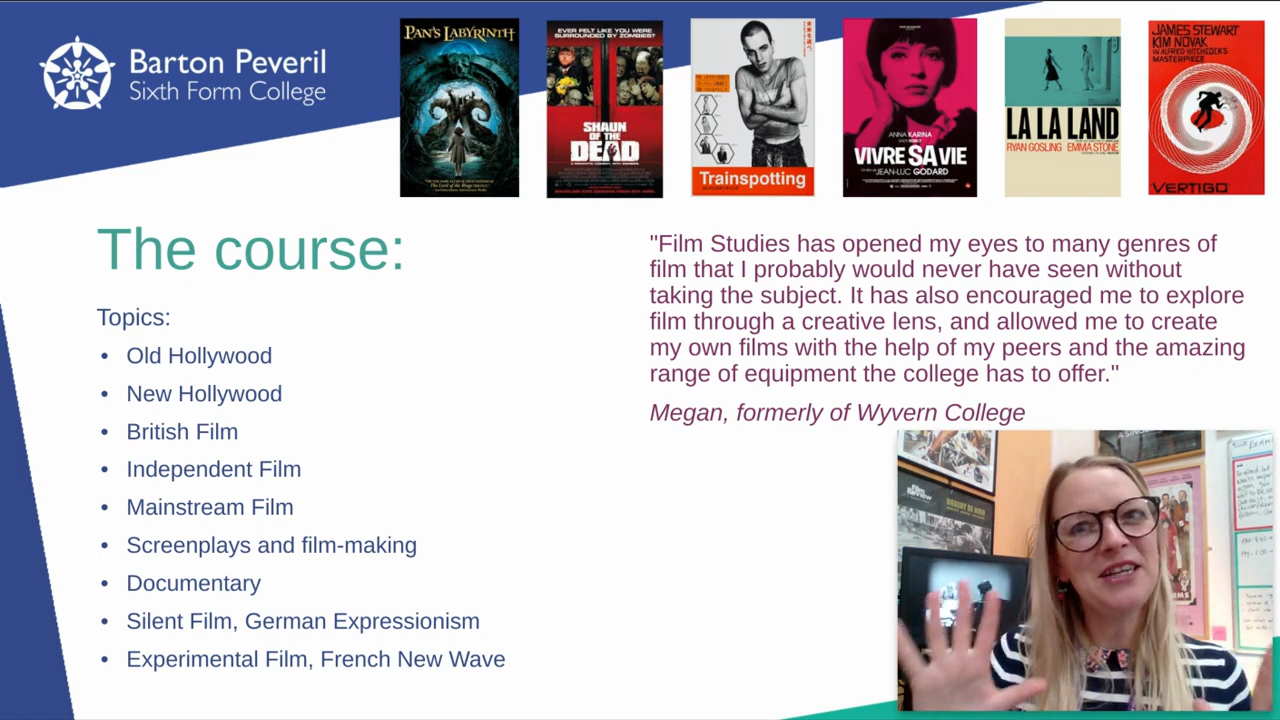 Barton Peveril
Sixth Form College
PAN'S LABYRINTH
EVER FELT LIKE YOU WERE
SURROUNDED BY ZOMBIES?
SHAUN
OF THE
DEAD
Trainspotting
ANNA KARINA
VIVRE SA VIE
JEAN-LUC GODARD
LA LA LAND
RYAN GOSLING EMMA STONE
JAMES STEWART
KIM NOVAK
IN ALFRED HITCHCOCK'S
MASTERPIECE
VERTIGO
The course:
Topics:
• Old Hollywood
• New Hollywood
• British Film
• Independent Film
• Mainstream Film
• Screenplays and film-making
• Documentary
• Silent Film, German Expressionism
• Experimental Film, French New Wave
"Film Studies has opened my eyes to many genres of
film that I probably would never have seen without
taking the subject. It has also encouraged me to explore
film through a creative lens, and allowed me to create
my own films with the help of my peers and the amazing
range of equipment the college has to offer."
Megan, formerly of Wyvern College
Film
Review
ROBERT DE NIRO